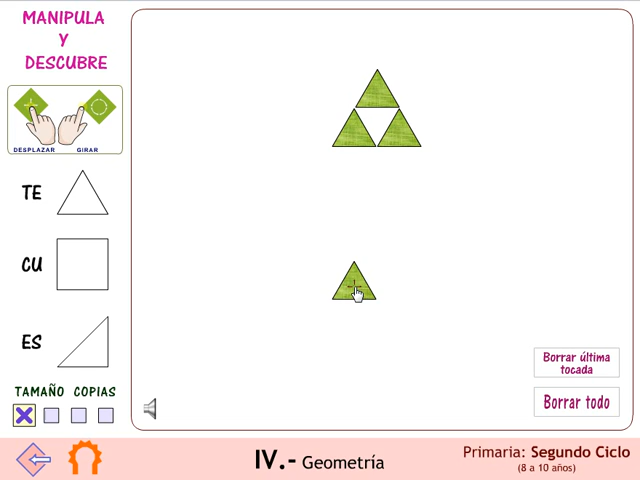 MANIPULA
Y
DESCUBRE
DESPLAZAR GIRAR
TE
CU
ES
TAMAÑO COPIAS
Borrar última
tocada
Borrar todo
IV.- Geometría
Primaria: Segundo Ciclo
(8 a 10 años)